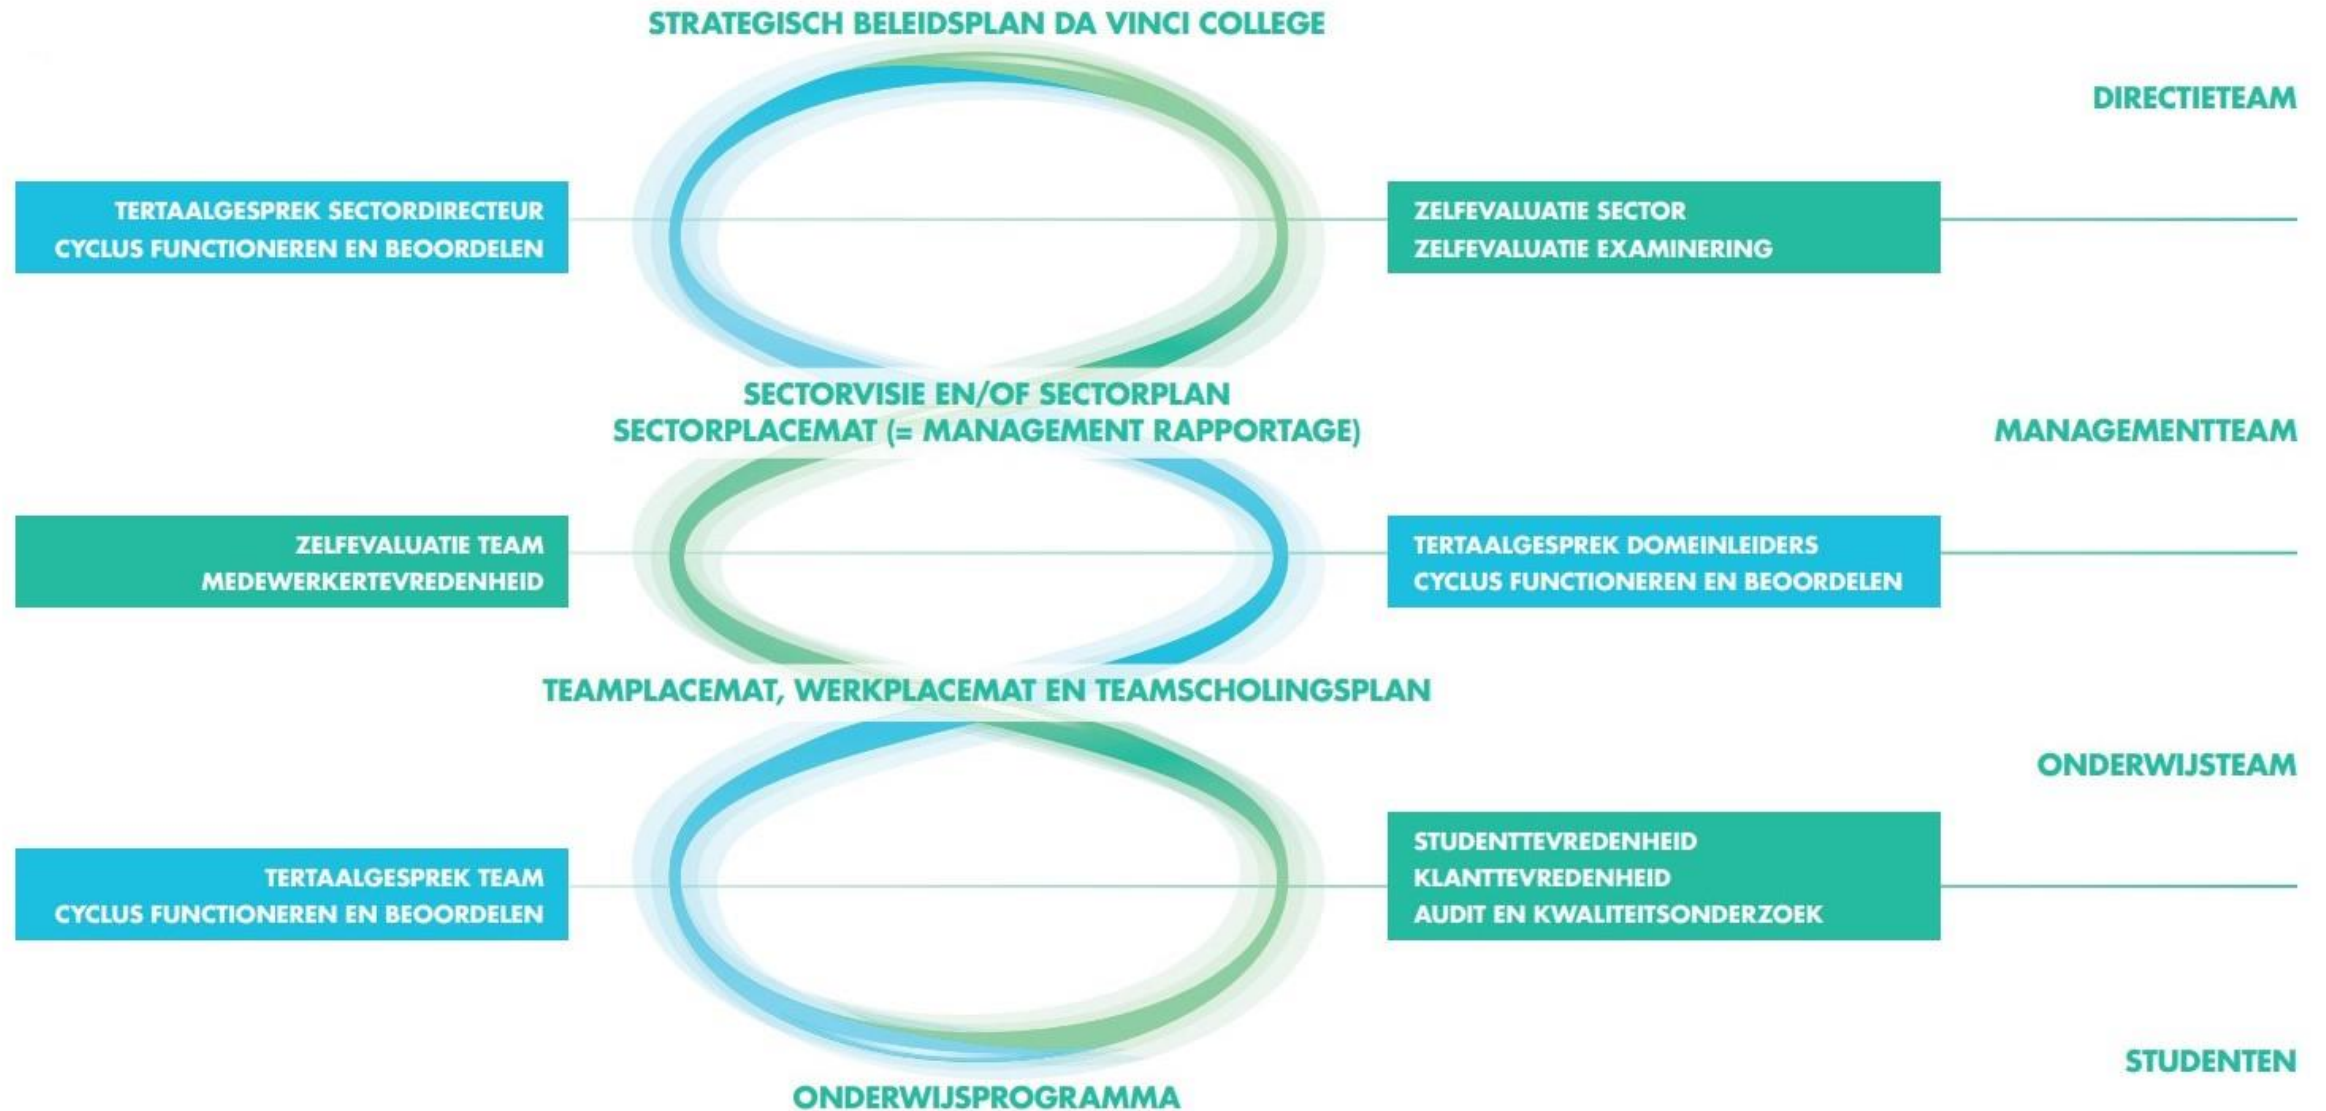 STRATEGISCH BELEIDSPLAN DA VINCI COLLEGE
DIRECTIETEAM
TERTAALGESPREK SECTORDIRECTEUR
CYCLUS FUNCTIONEREN EN BEOORDELEN
ZELFEVALUATIE SECTOR
ZELFEVALUATIE EXAMINERING
SECTORVISIE EN/OF SECTORPLAN
SECTORPLACEMAT (= MANAGEMENT RAPPORTAGE)
MANAGEMENTTEAM
ZELFEVALUATIE TEAM
MEDEWERKERTEVREDENHEID
TERTAALGESPREK DOMEINLEIDERS
CYCLUS FUNCTIONEREN EN BEOORDELEN
TEAMPLACEMAT, WERKPLACEMAT EN TEAMSCHOLINGSPLAN
ONDERWIJSTEAM
TERTAALGESPREK TEAM
CYCLUS FUNCTIONEREN EN BEOORDELEN
STUDENTTEVREDENHEID
KLANTTEVREDENHEID
AUDIT EN KWALITEITSONDERZOEK
STUDENTEN
ONDERWIJSPROGRAMMA